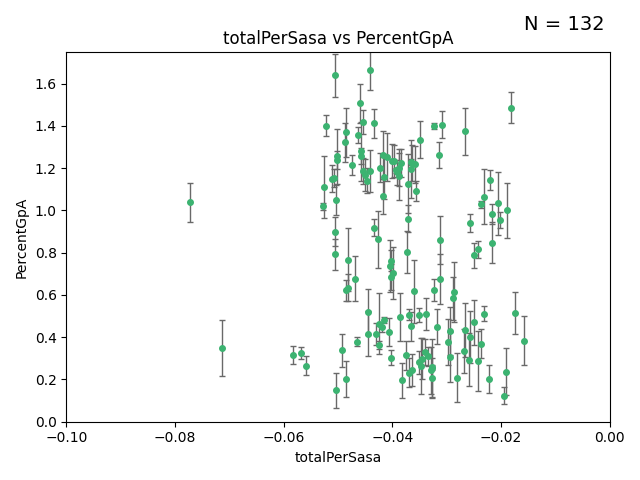 N = 132
totalPerSasa vs PercentGpA
PercentGpA
1.6
1.4
1.2
1.0
0.8
0.6
0.4
0.2
0.0
−0.10 −0.08 −0.06 −0.04 −0.02 0.00
totalPerSasa